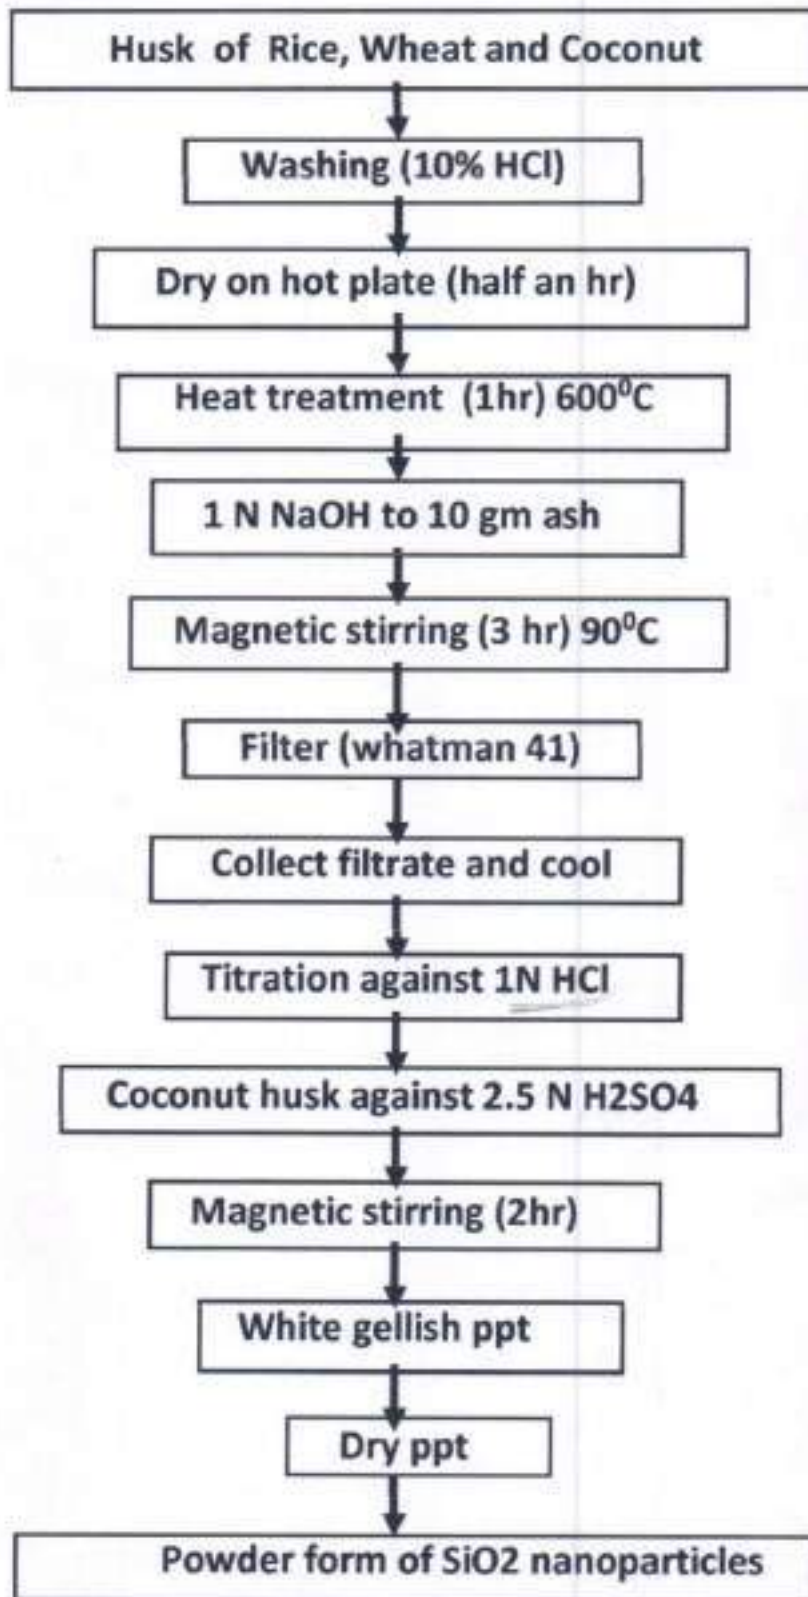 Husk of Rice, Wheat and Coconut
Washing (10% HCl)
Dry on hot plate (half an hr)
Heat treatment (1hr) 600⁰C
1 N NaOH to 10 gm ash
Magnetic stirring (3 hr) 90⁰C
Filter (whatman 41)
Collect filtrate and cool
Titration against 1N HCl
Coconut husk against 2.5 N H2SO4
Magnetic stirring (2hr)
White gellish ppt
Dry ppt
Powder form of SiO2 nanoparticles